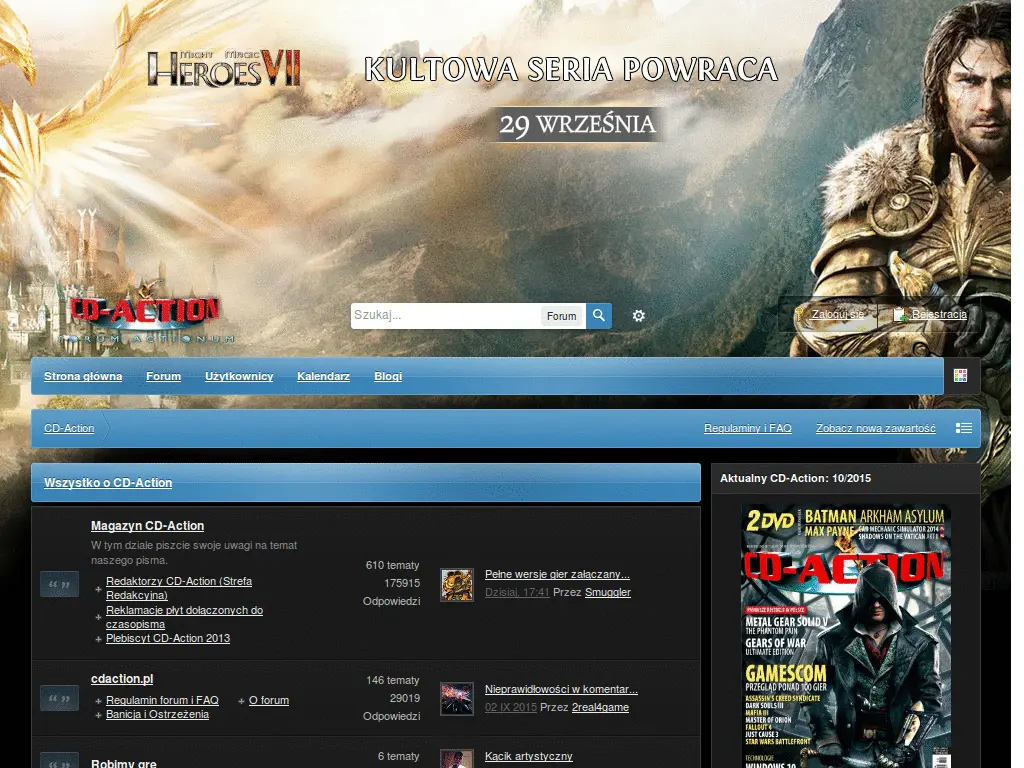 MIGHT MAGIC
HEROES VII
KULTOWA SERIA POWRACA
29 WRZEŚNIA
CD-ACTION
FORUM ACTIONUM
Szukaj...
Forum
Zaloguj się
Rejestracja
Strona główna
Forum
Użytkownicy
Kalendarz
Blogi
CD-Action
Regulaminy i FAQ
Zobacz nową zawartość
Wszystko o CD-Action
Aktualny CD-Action: 10/2015
Magazyn CD-Action
W tym dziale piszcie swoje uwagi na temat
naszego pisma.
Redaktorzy CD-Action (Strefa
Redakcyjna)
Reklamacje płyt dołączonych do
czasopisma
Plebiscyt CD-Action 2013
610 tematy
175915
Odpowiedzi
Pełne wersje gier załączany...
Dzisiaj, 17:41 Przez Smuggler
cdaction.pl
Regulamin forum i FAQ
O forum
Banicja i Ostrzeżenia
146 tematy
29019
Odpowiedzi
Nieprawidłowości w komentar...
02 IX 2015 Przez 2real4game
Robimy grę
6 tematy
Kącik artystyczny
2 DVD
BATMAN ARKHAM ASYLUM
MAX PAYNE
CAR MECHANIC SIMULATOR 2014
SHADOWS ON THE VATICAN AKT II
CD-ACTION
METAL GEAR SOLID V
THE PHANTOM PAIN
GEARS OF WAR
ULTIMATE EDITION
GAMESCOM
PRZEGLĄD PONAD 100 GIER
ASSASSIN'S CREED SYNDICATE
DARK SOULS III
MAFIA III
MASTER OF ORION
FALLOUT 4
JUST CAUSE 3
STAR WARS BATTLEFRONT
TECHNOLOGIE
WINDOWS 10